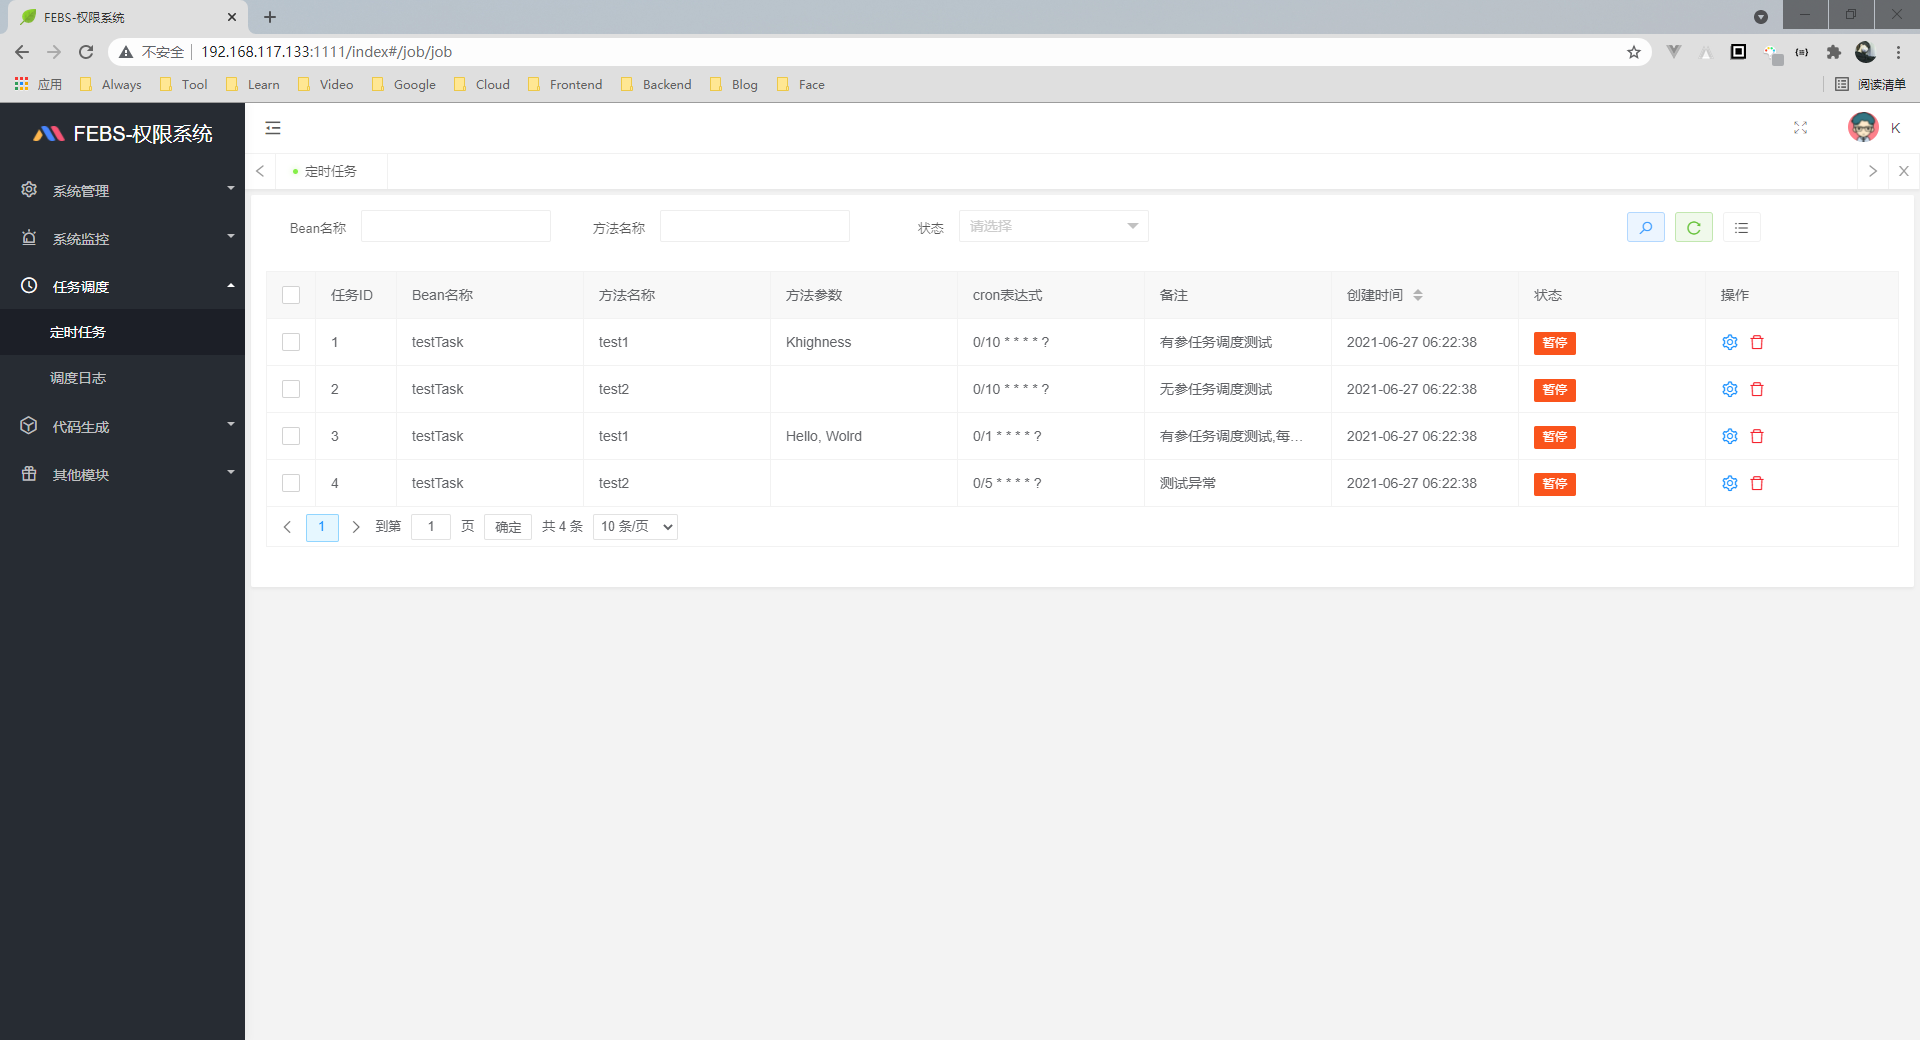 FEBS-权限系统
不安全 192.168.117.133:1111/index#/job/job
应用 Always Tool Learn Video Google Cloud Frontend Backend Blog Face 阅读清单
FEBS-权限系统
K
系统管理
系统监控
任务调度
定时任务
调度日志
代码生成
其他模块
定时任务
Bean名称 方法名称 状态 请选择
任务ID Bean名称 方法名称 方法参数 cron表达式 备注 创建时间 状态 操作
1 testTask test1 Khighness 0/10 * * * * ? 有参任务调度测试 2021-06-27 06:22:38 暂停
2 testTask test2 0/10 * * * * ? 无参任务调度测试 2021-06-27 06:22:38 暂停
3 testTask test1 Hello, Wolrd 0/1 * * * * ? 有参任务调度测试,每... 2021-06-27 06:22:38 暂停
4 testTask test2 0/5 * * * * ? 测试异常 2021-06-27 06:22:38 暂停
1 到第 1 页 确定 共 4 条 10 条/页